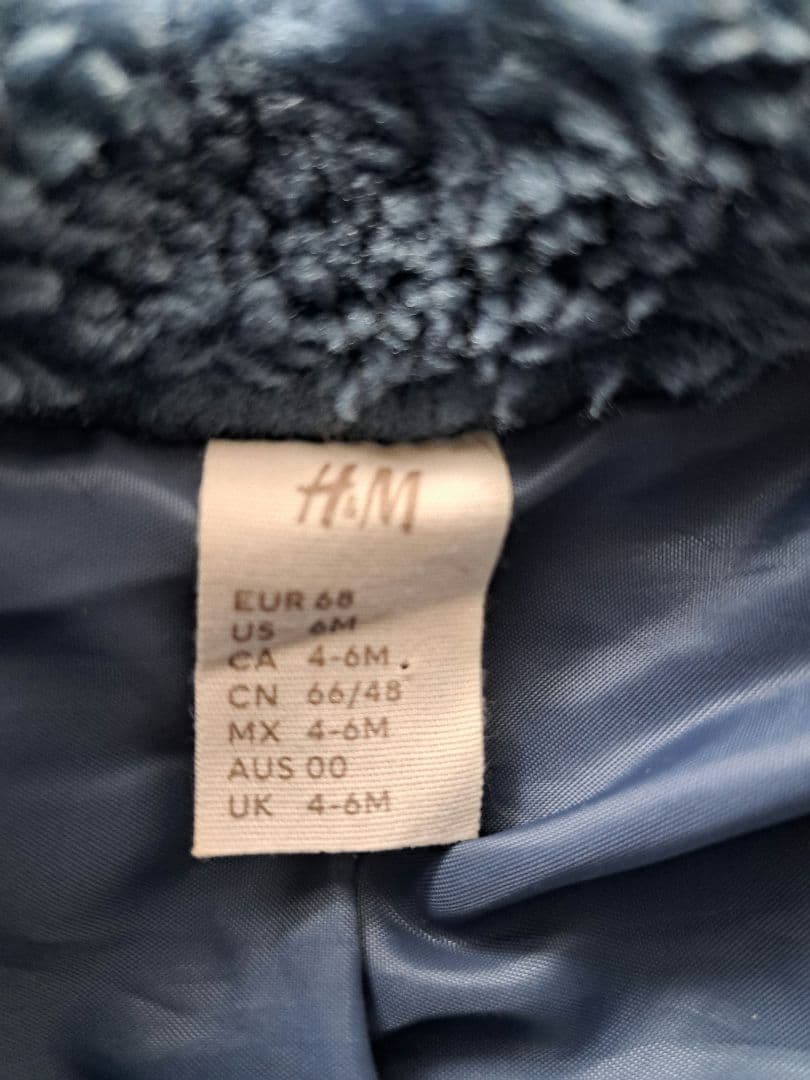 H&M
EUR 68
US 6M
CA 4-6M
CN 66/48
MX 4-6M
AUS 00
UK 4-6M